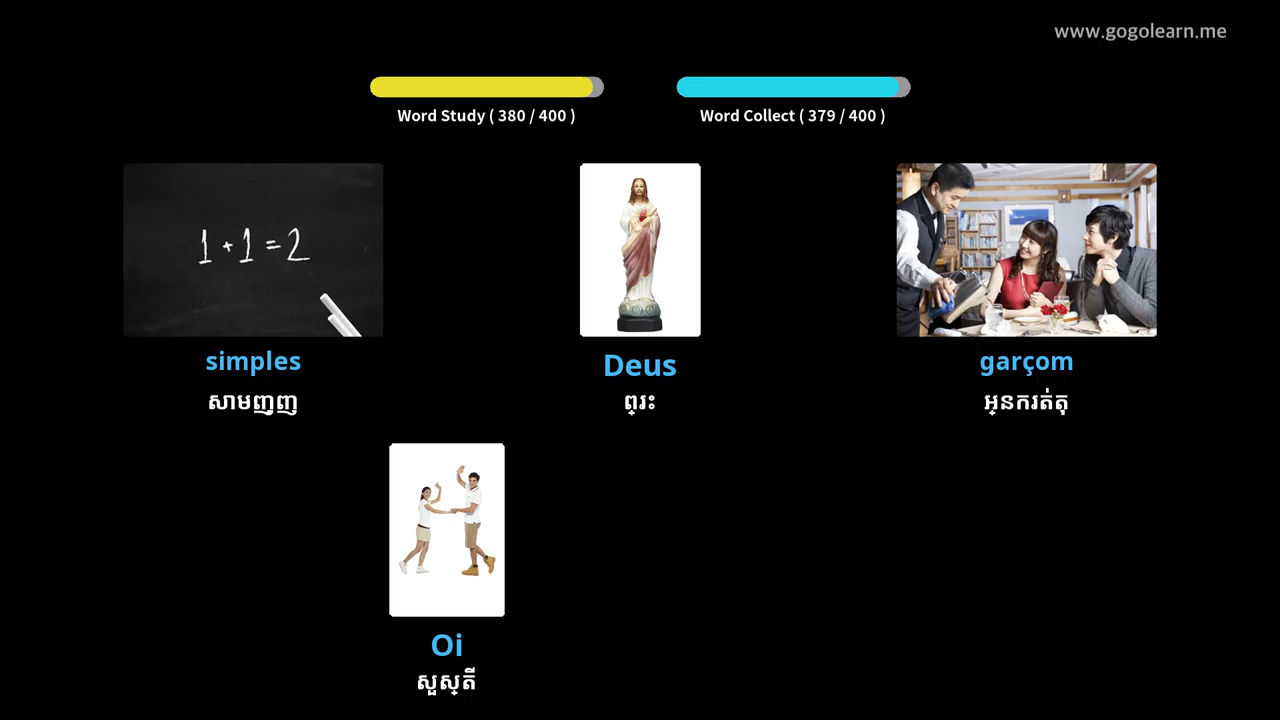 www.gogolearn.me
Word Study ( 380 / 400 )
Word Collect ( 379 / 400 )
1 + 1 = 2
simples
Deus
garçom
សាមញ្ញ
ព្រះ
អ្នករត់តុ
Oi
សួស្តី